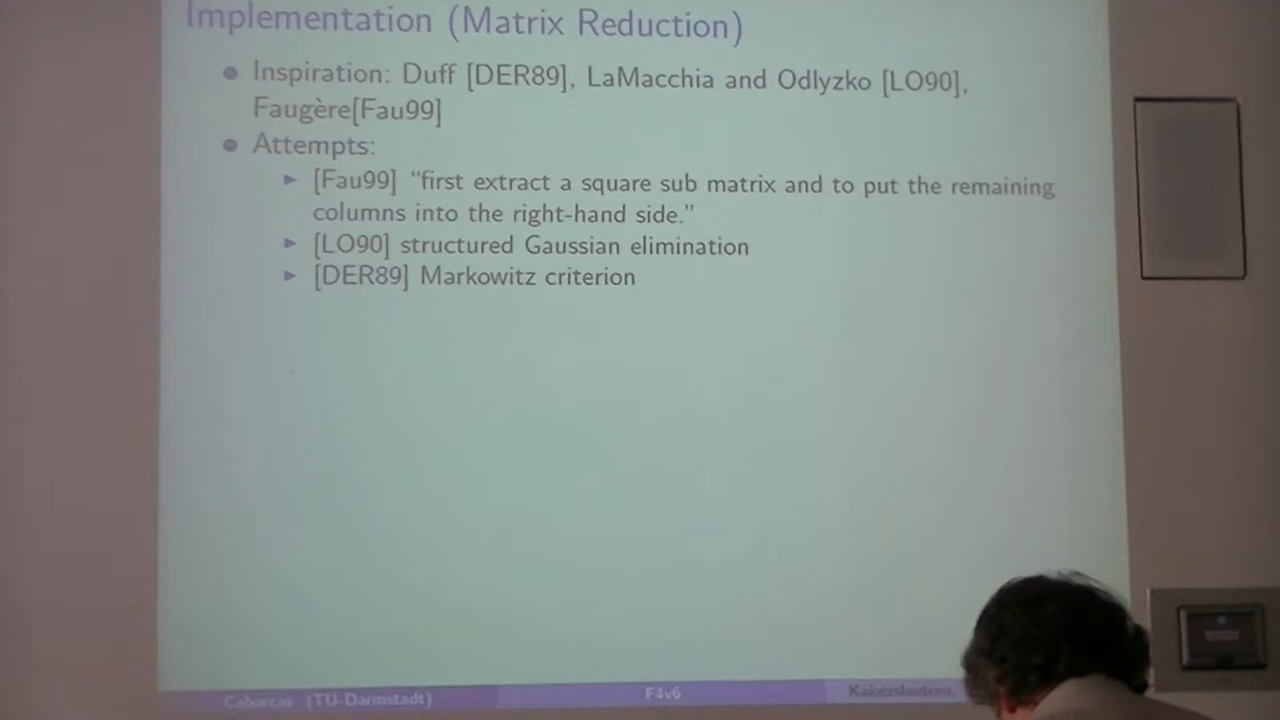 Implementation (Matrix Reduction)
Inspiration: Duff [DER89], LaMacchia and Odlyzko [LO90],
Faugère[Fau99]
Attempts:
[Fau99] "first extract a square sub matrix and to put the remaining
columns into the right-hand side."
[LO90] structured Gaussian elimination
[DER89] Markowitz criterion
Cabarcas (TU-Darmstadt) F4v6 Kaiserslautern,